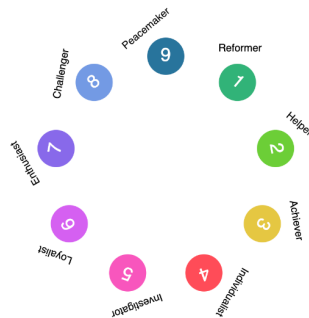 Peacemaker
9
Reformer
1
Helper
2
Achiever
3
Individualist
4
Investigator
5
Loyalist
6
Enthusiast
7
Challenger
8